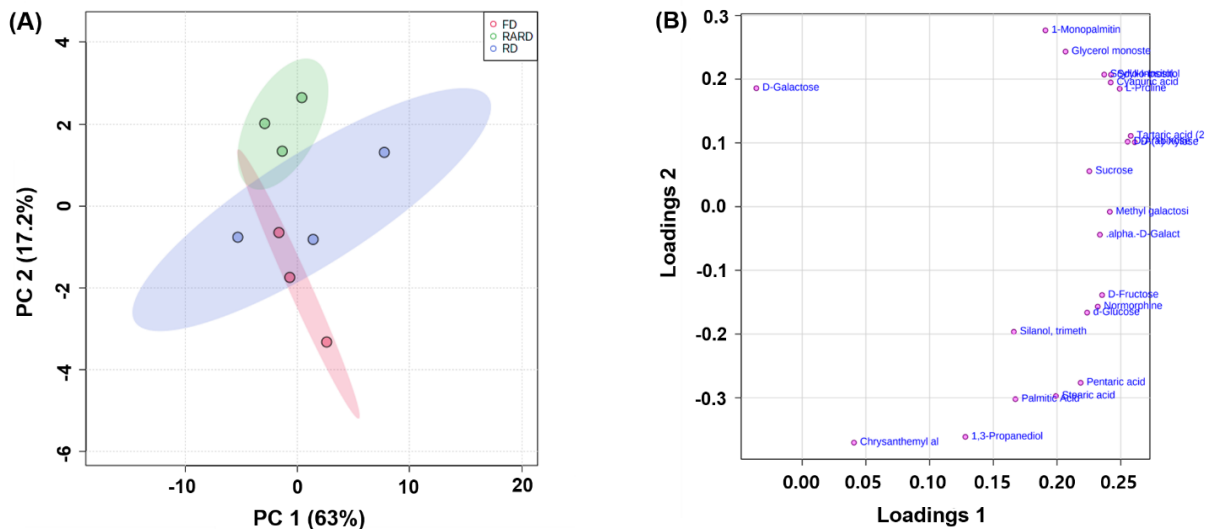 (A)
FD
RARD
RD
4
2
0
-2
-4
-6
PC 2 (17.2%)
-10
0
10
20
PC 1 (63%)
(B)
0.3
0.2
0.1
0.0
-0.1
-0.2
-0.3
Loadings 2
1-Monopalmitin
Glycerol monoste
Cyanuric acid
L-Proline
D-Galactose
Tartaric acid (2
Sucrose
Methyl galactosi
.alpha.-D-Galact
D-Fructose
Normorphine
d-Glucose
Silanol, trimeth
Pentaric acid
Stearic acid
Palmitic Acid
1,3-Propanediol
Chrysanthemyl al
0.00
0.05
0.10
0.15
0.20
0.25
Loadings 1